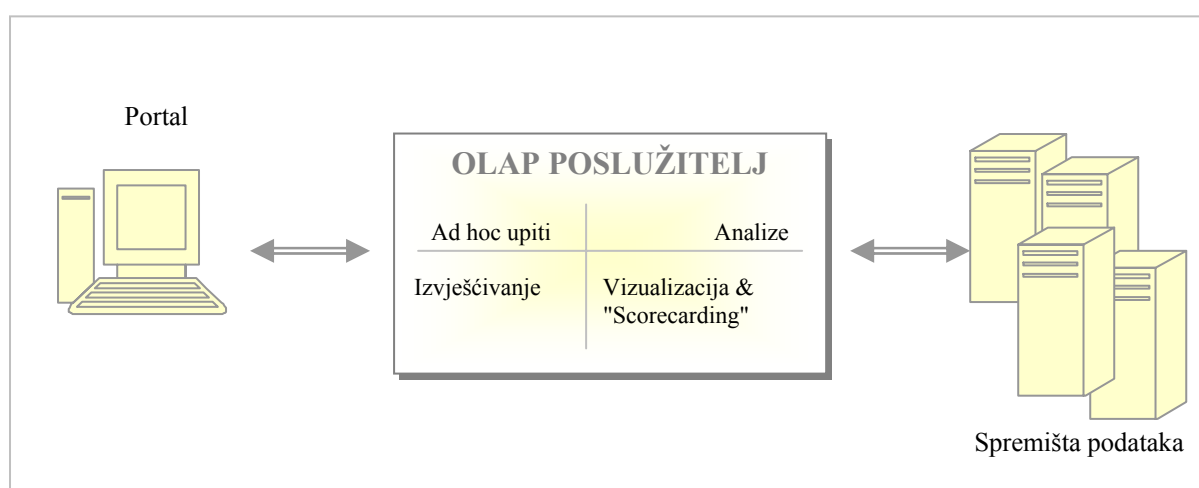 Portal
OLAP POSLUŽITELJ
Ad hoc upiti
Analize
Izvješćivanje
Vizualizacija &
"Scorecarding"
Spremišta podataka